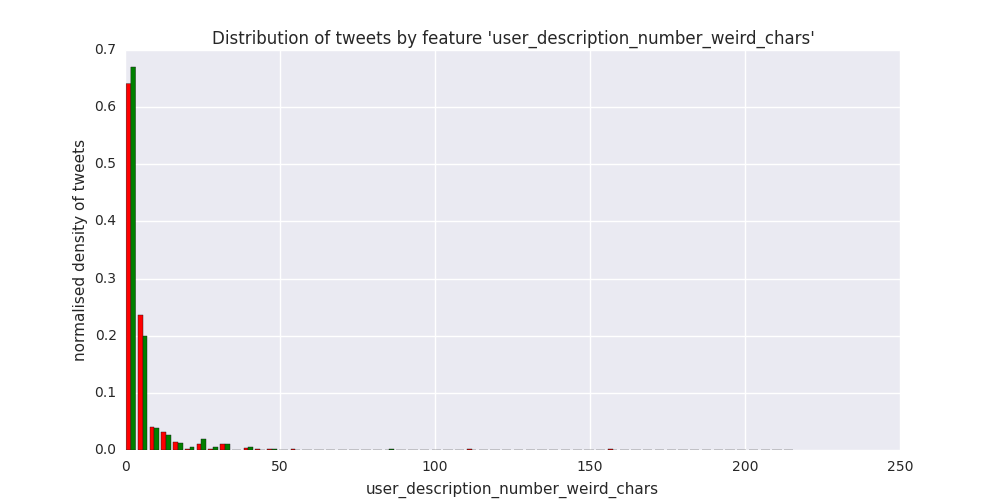 Distribution of tweets by feature 'user_description_number_weird_chars'
0.7
0.6
0.5
0.4
0.3
0.2
0.1
0.0
normalised density of tweets
0 50 100 150 200 250
user_description_number_weird_chars